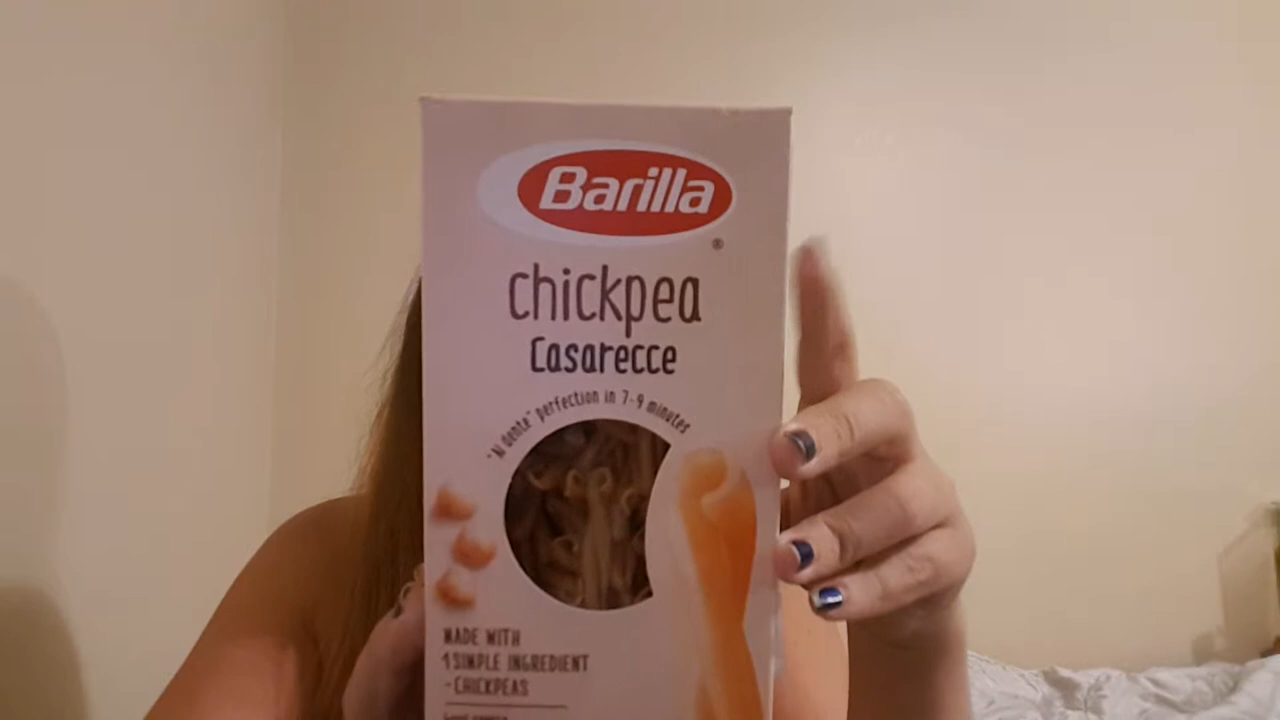 Barilla
®
chickpea
Casarecce
"Al dente" perfection in 7-9 minutes
MADE WITH
1 SIMPLE INGREDIENT
- CHICKPEAS